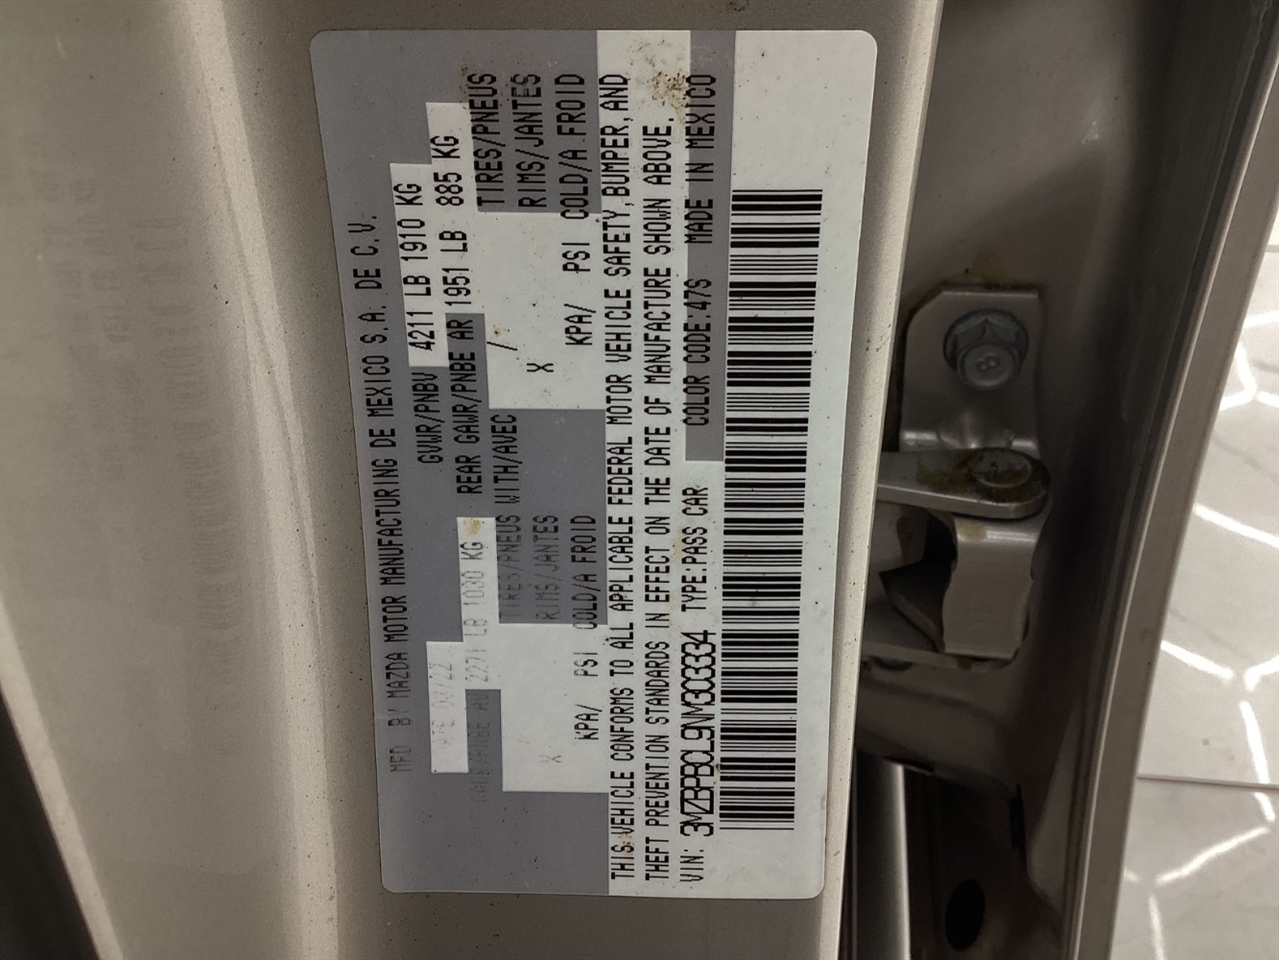 MFD BY MAZDA MOTOR MANUFACTURING DE MEXICO S.A. DE C.V.
03/22 GVWR/PNBV 4211 LB 1910 KG
2271 LB 1030 KG REAR GAWR/PNBE AR 1951 LB 885 KG
TIRES/PNEUS WITH/AVEC / TIRES/PNEUS
X RIMS/JANTES X RIMS/JANTES
KPA/ PSI COLD/A FROID KPA/ PSI COLD/A FROID
THIS VEHICLE CONFORMS TO ALL APPLICABLE FEDERAL MOTOR VEHICLE SAFETY, BUMPER, AND
THEFT PREVENTION STANDARDS IN EFFECT ON THE DATE OF MANUFACTURE SHOWN ABOVE.
VIN: 3MZBPBCL9NM303334 TYPE:PASS CAR COLOR CODE:47S MADE IN MEXICO
8